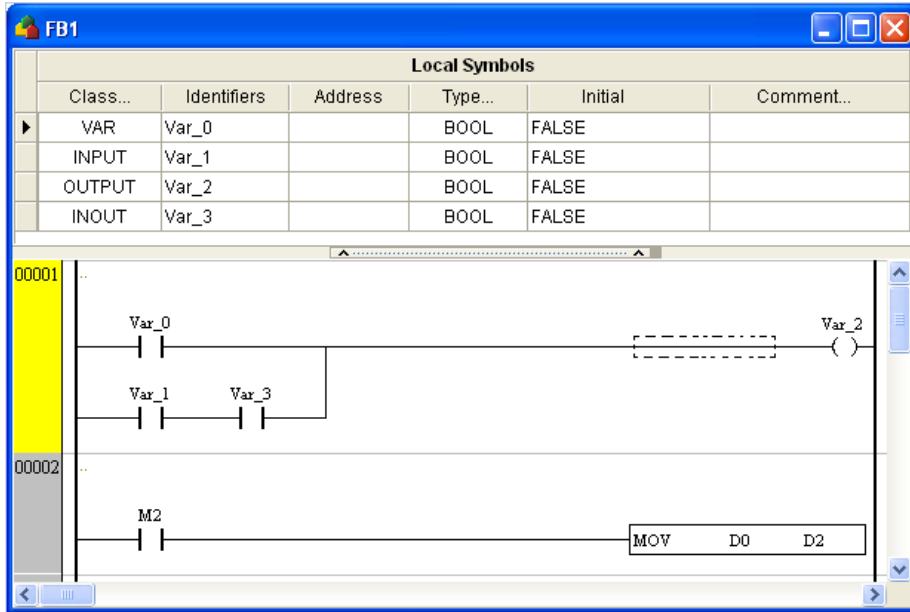 FB1
Local Symbols
Class... Identifiers Address Type... Initial Comment...
VAR Var_0 BOOL FALSE
INPUT Var_1 BOOL FALSE
OUTPUT Var_2 BOOL FALSE
INOUT Var_3 BOOL FALSE
00001 ..
Var_0 Var_2
Var_1 Var_3
00002 ..
M2
MOV D0 D2